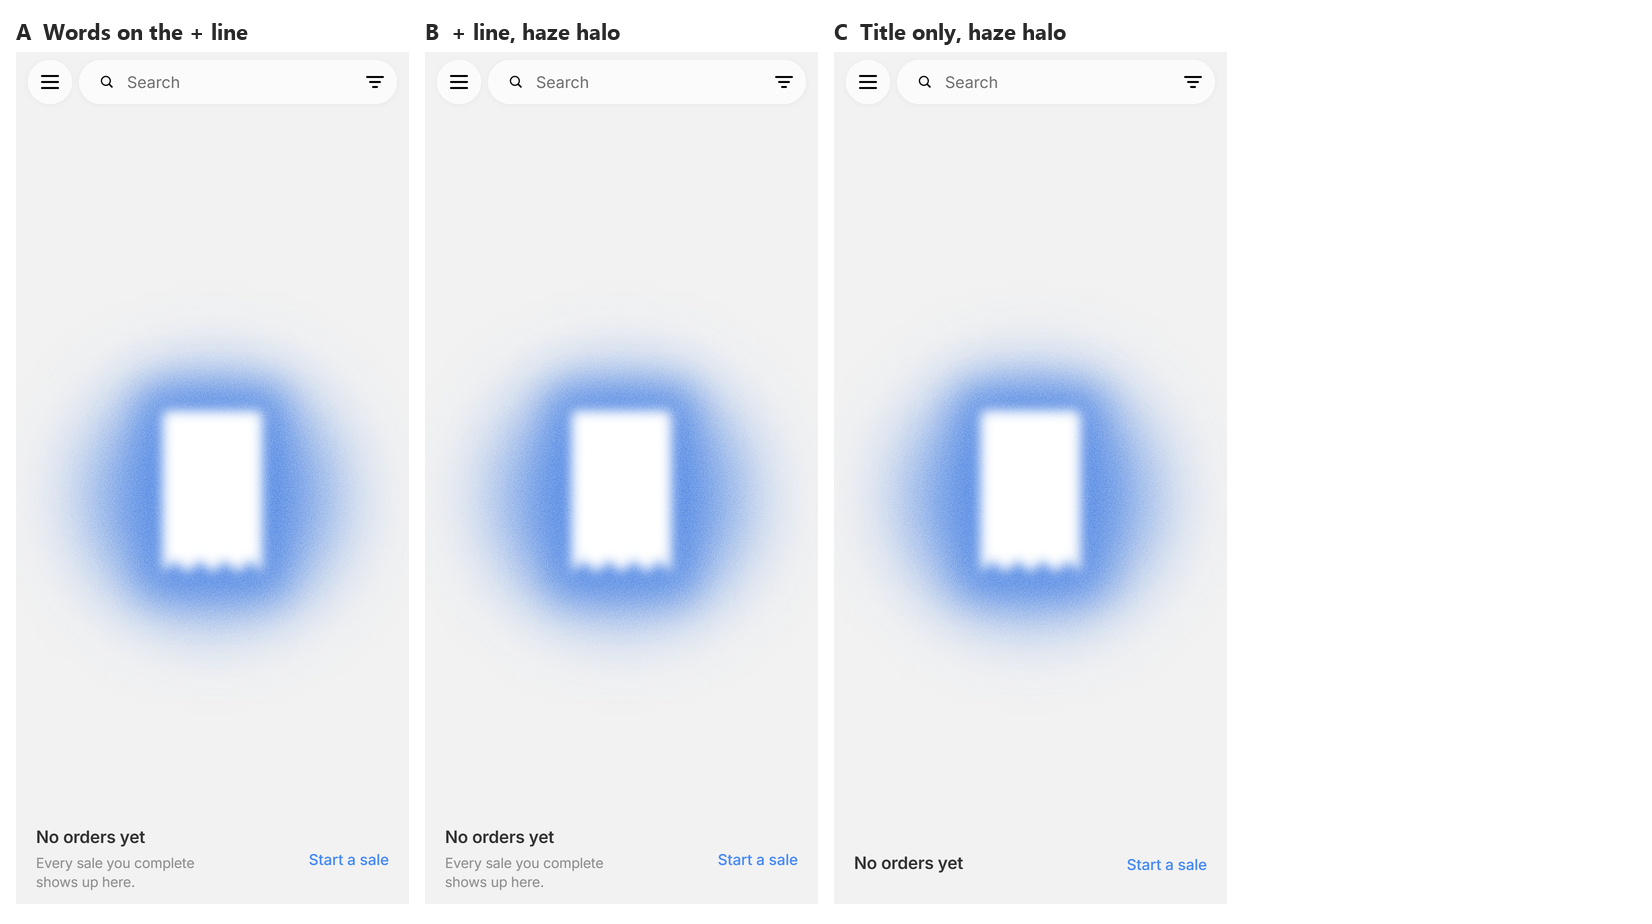 A Words on the + line
Search
No orders yet
Every sale you complete
shows up here.
Start a sale
B + line, haze halo
Search
No orders yet
Every sale you complete
shows up here.
Start a sale
C Title only, haze halo
Search
No orders yet
Start a sale